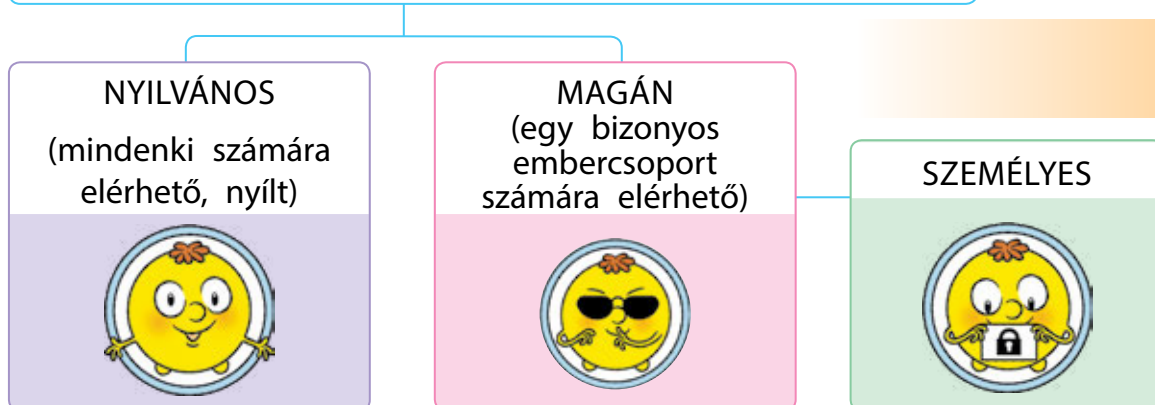 NYILVÁNOS
(mindenki számára
elérhető, nyílt)
MAGÁN
(egy bizonyos
embercsoport
számára elérhető)
SZEMÉLYES